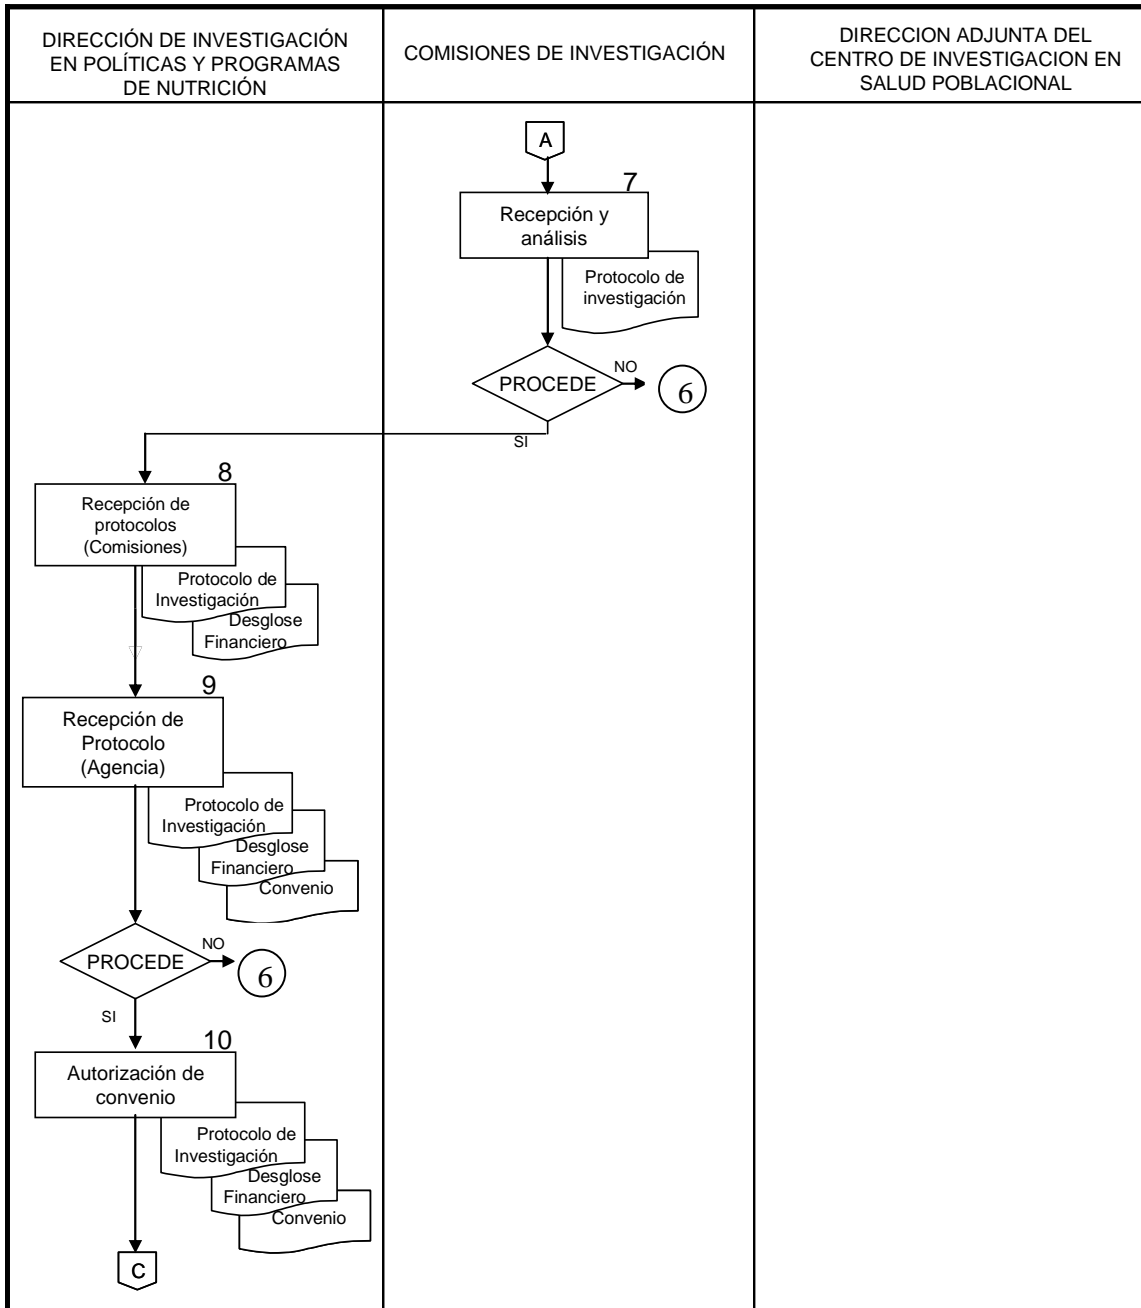 DIRECCIÓN DE INVESTIGACIÓN
EN POLÍTICAS Y PROGRAMAS
DE NUTRICIÓN
COMISIONES DE INVESTIGACIÓN
DIRECCION ADJUNTA DEL
CENTRO DE INVESTIGACION EN
SALUD POBLACIONAL
A
7
Recepción y
análisis
Protocolo de
investigación
PROCEDE
NO
6
SI
8
Recepción de
protocolos
(Comisiones)
Protocolo de
Investigación
Desglose
Financiero
9
Recepción de
Protocolo
(Agencia)
Protocolo de
Investigación
Desglose
Financiero
Convenio
PROCEDE
NO
6
SI
10
Autorización de
convenio
Protocolo de
Investigación
Desglose
Financiero
Convenio
C